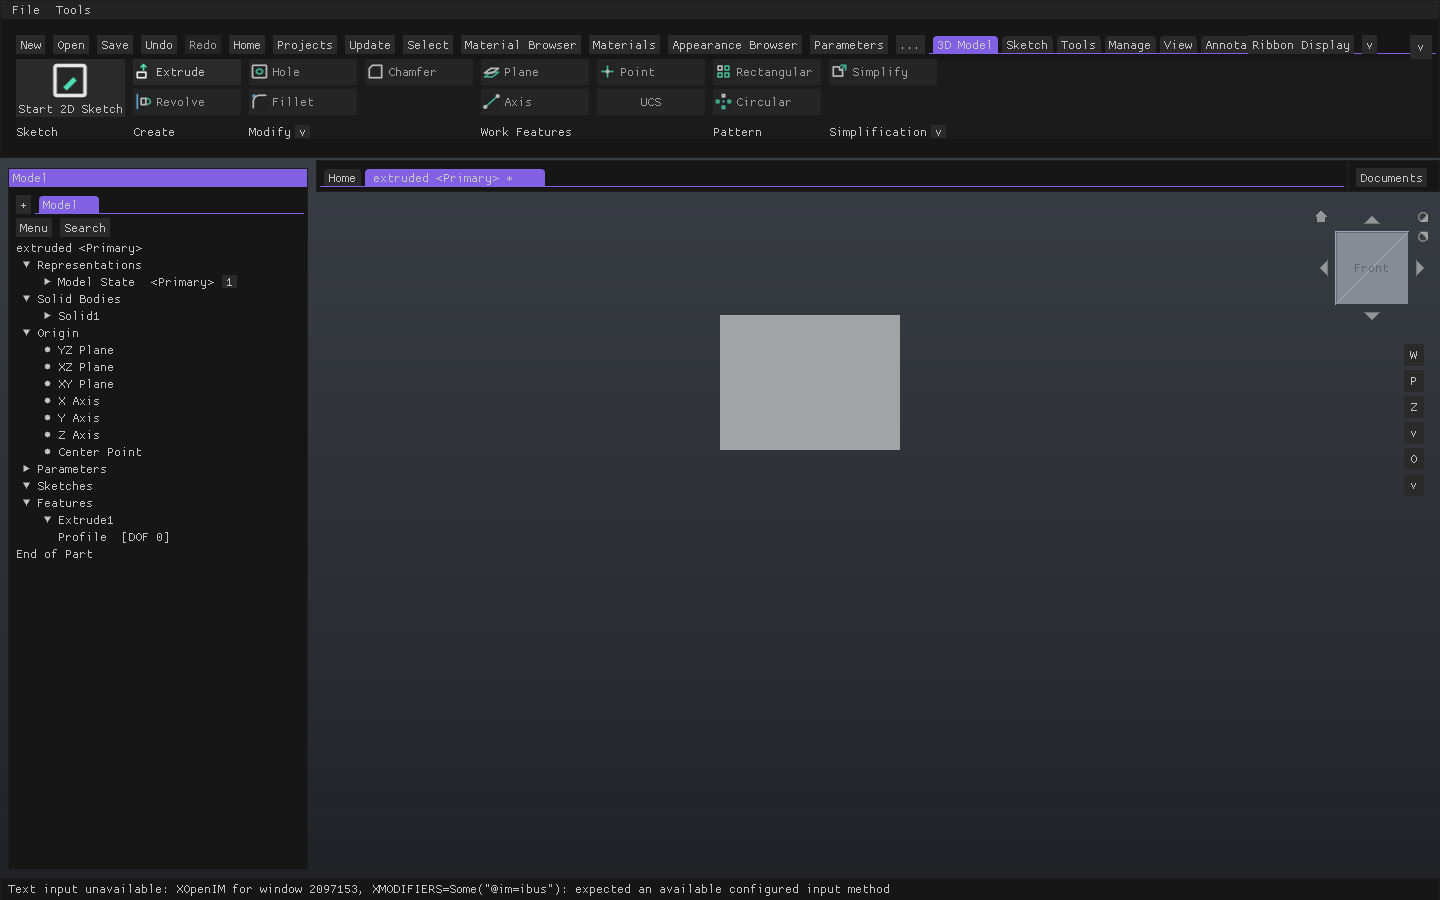 File Tools
New Open Save Undo Redo Home Projects Update Select Material Browser Materials Appearance Browser Parameters ... 3D Model Sketch Tools Manage View Annota Ribbon Display v v
Start 2D Sketch
Extrude Hole Chamfer Plane Point Rectangular Simplify
Revolve Fillet Axis UCS Circular
Sketch Create Modify v Work Features Pattern Simplification v
Model
Home extruded <Primary> * Documents
+ Model
Menu Search
extruded <Primary>
Representations
Model State <Primary> 1
Solid Bodies
Solid1
Origin
YZ Plane
XZ Plane
XY Plane
X Axis
Y Axis
Z Axis
Center Point
Parameters
Sketches
Features
Extrude1
Profile [DOF 0]
End of Part
Front
W
P
Z
v
O
v
Text input unavailable: XOpenIM for window 2097153, XMODIFIERS=Some("@im=ibus"): expected an available configured input method